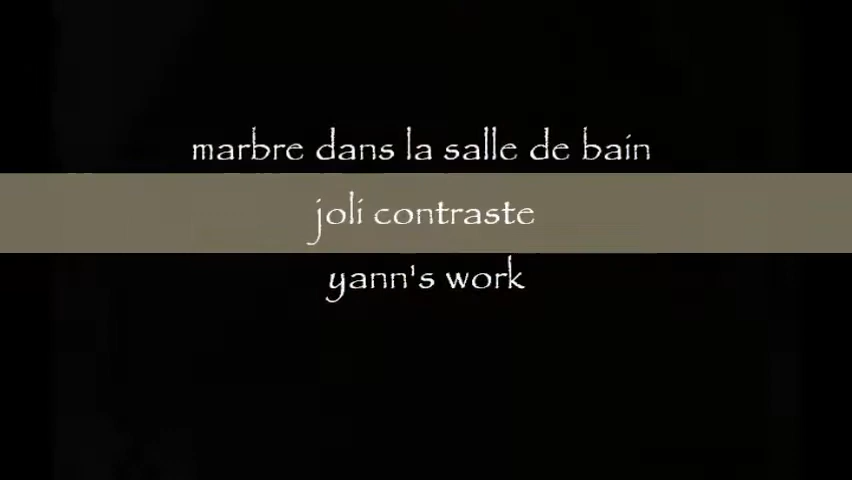 marbre dans la salle de bain
joli contraste
yann's work